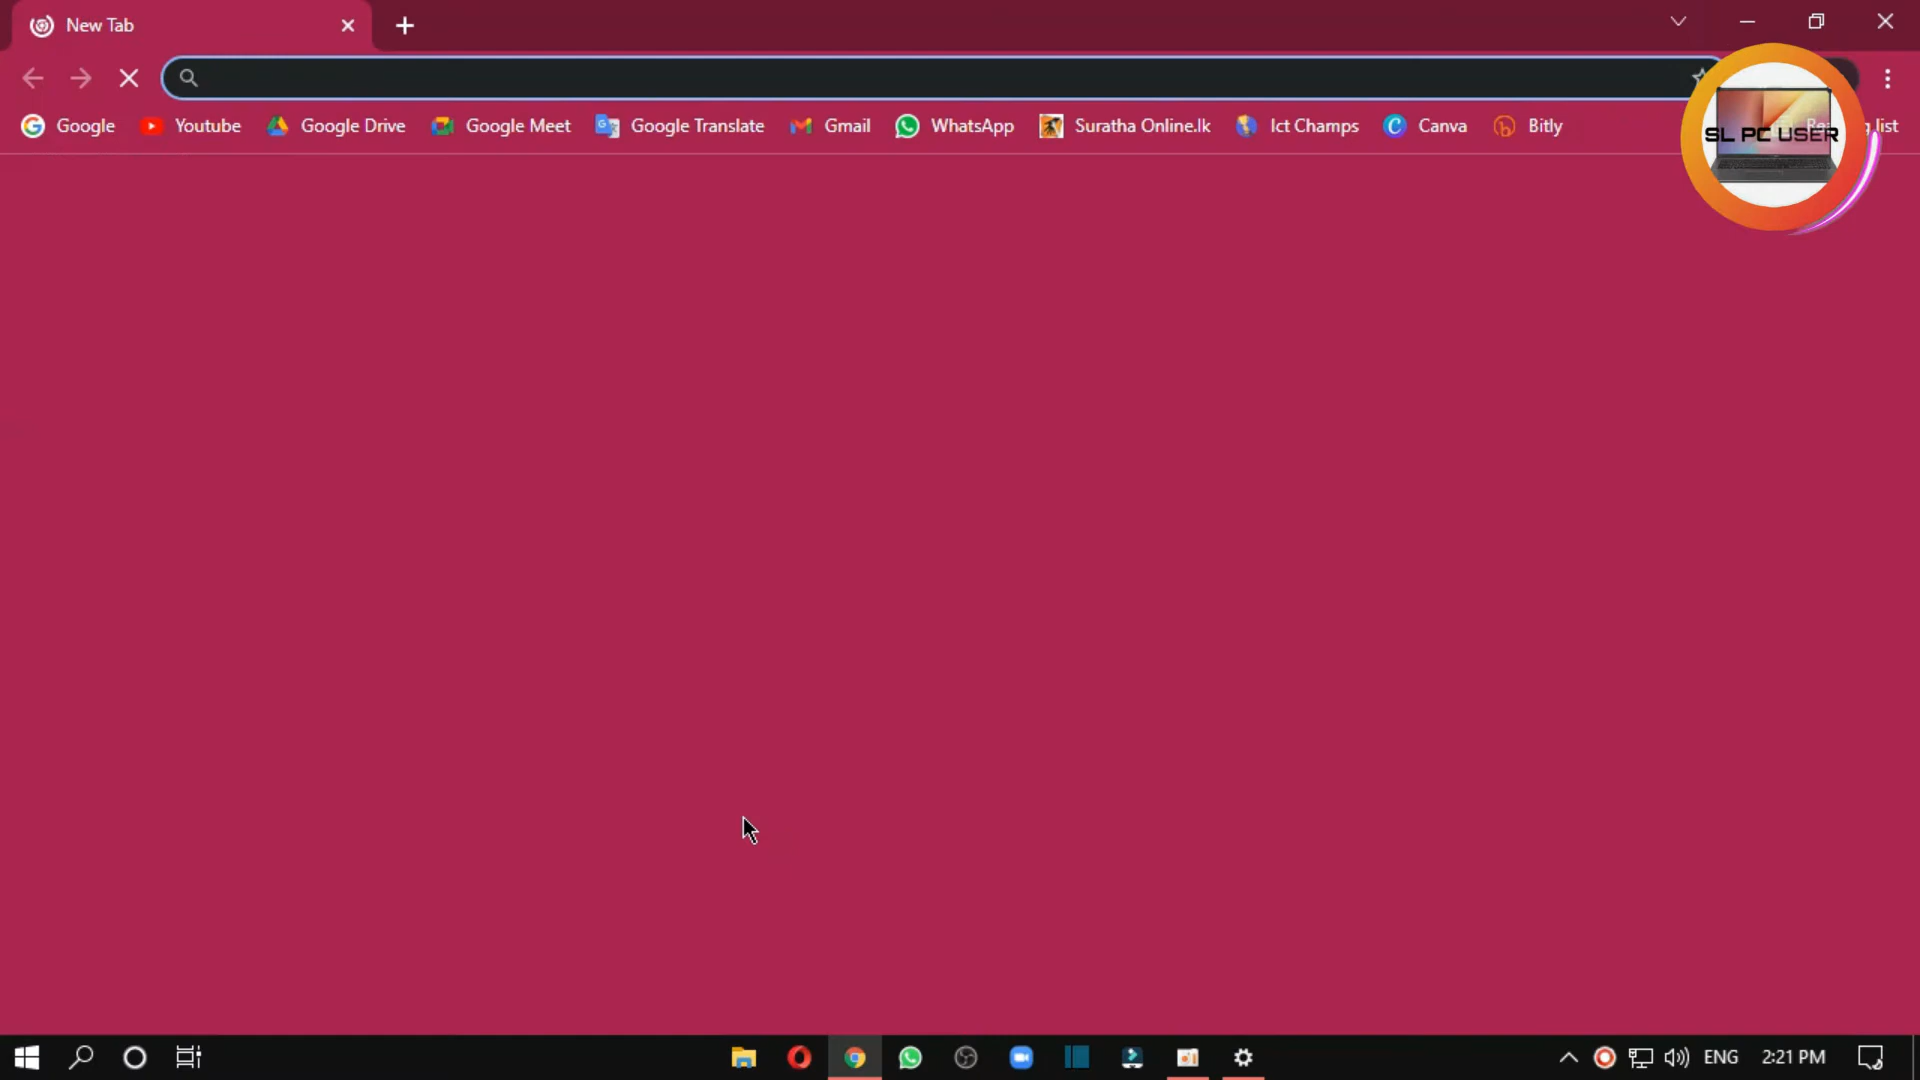 New Tab
Google Youtube Google Drive Google Meet Google Translate Gmail WhatsApp Suratha Online.lk Ict Champs Canva Bitly list
SL PC USER
ENG 2:21 PM